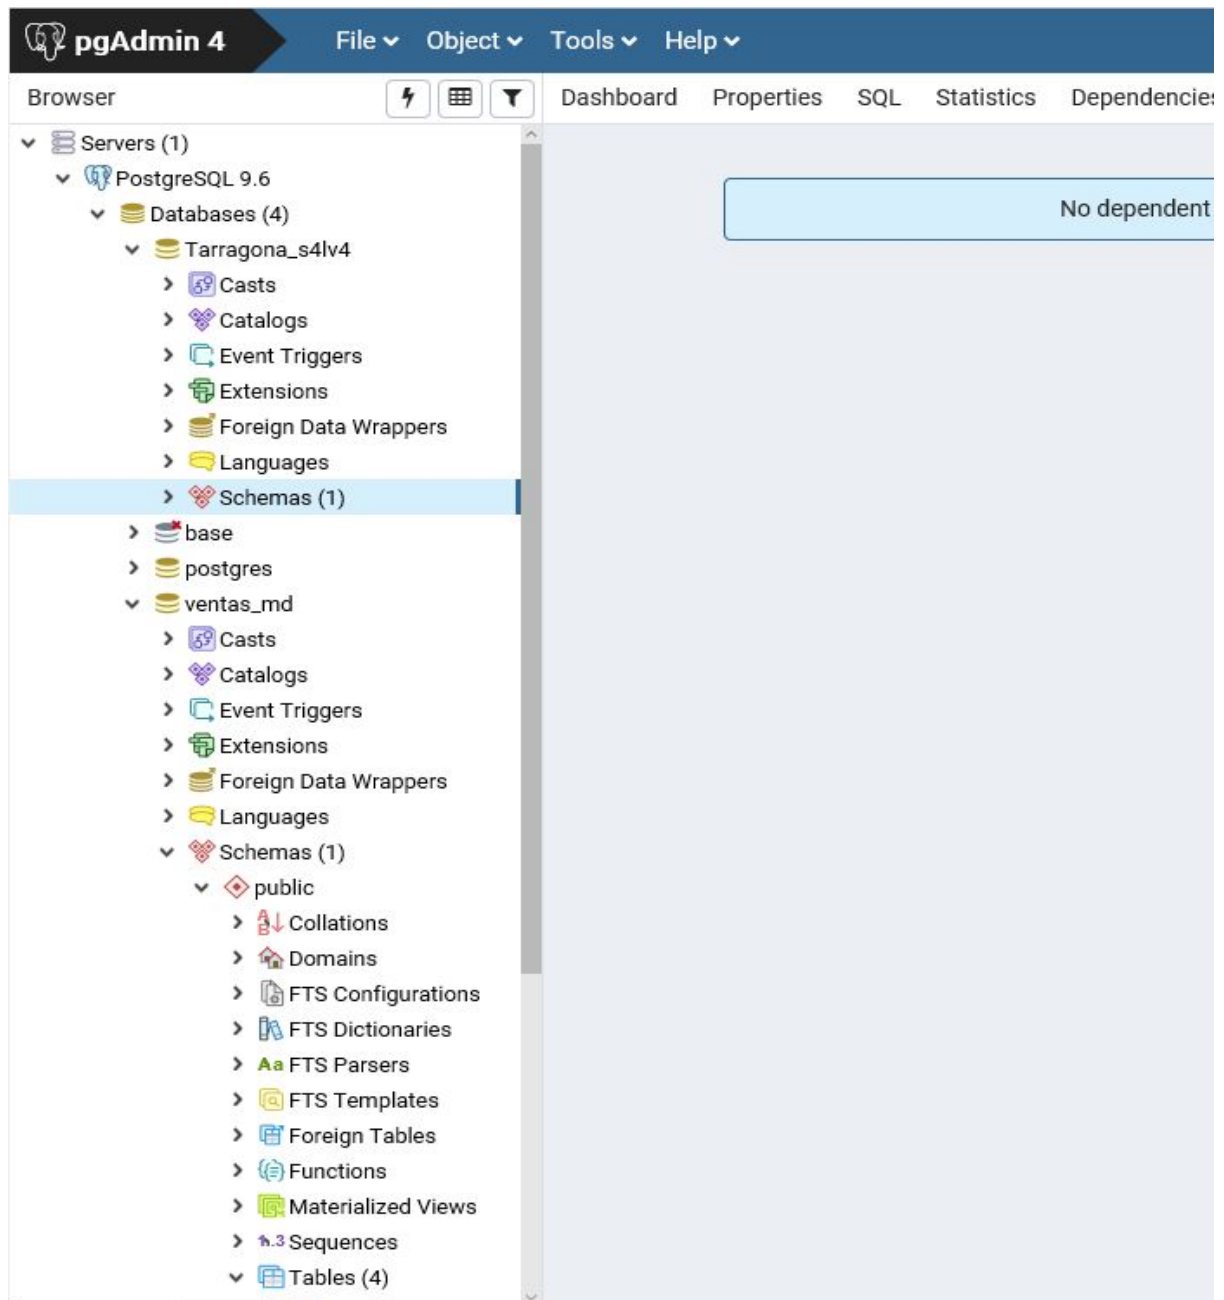 pgAdmin 4 File Object Tools Help
Browser Dashboard Properties SQL Statistics Dependencies
Servers (1)
PostgreSQL 9.6
Databases (4)
No dependent
Tarragona_s4lv4
Casts
Catalogs
Event Triggers
Extensions
Foreign Data Wrappers
Languages
Schemas (1)
base
postgres
ventas_md
Casts
Catalogs
Event Triggers
Extensions
Foreign Data Wrappers
Languages
Schemas (1)
public
Collations
Domains
FTS Configurations
FTS Dictionaries
Aa FTS Parsers
FTS Templates
Foreign Tables
Functions
Materialized Views
Sequences
Tables (4)